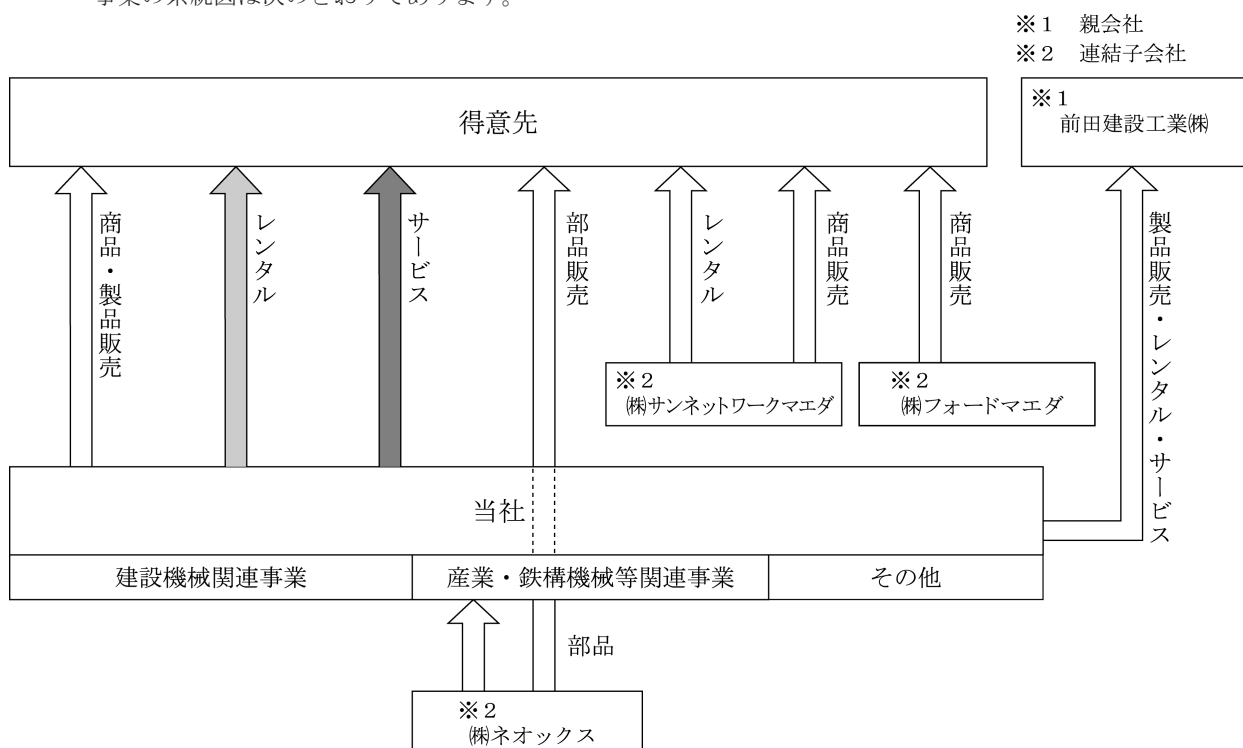 事業の系統図は次のとおりであります。
※1 親会社
※2 連結子会社
得意先
※1
前田建設工業㈱
商品・製品販売
レンタル
サービス
部品販売
レンタル
商品販売
商品販売
製品販売・レンタル・サービス
※2
㈱サンネットワークマエダ
※2
㈱フォードマエダ
当社
建設機械関連事業
産業・鉄構機械等関連事業
その他
部品
※2
㈱ネオックス